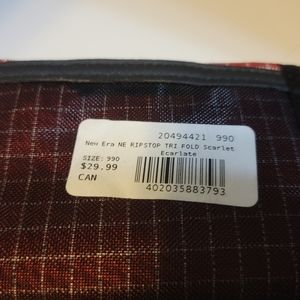 20494421 990
New Era NE RIPSTOP TRI FOLD Scarlet
Ecarlate
SIZE: 990
$29.99
CAN
402035883793